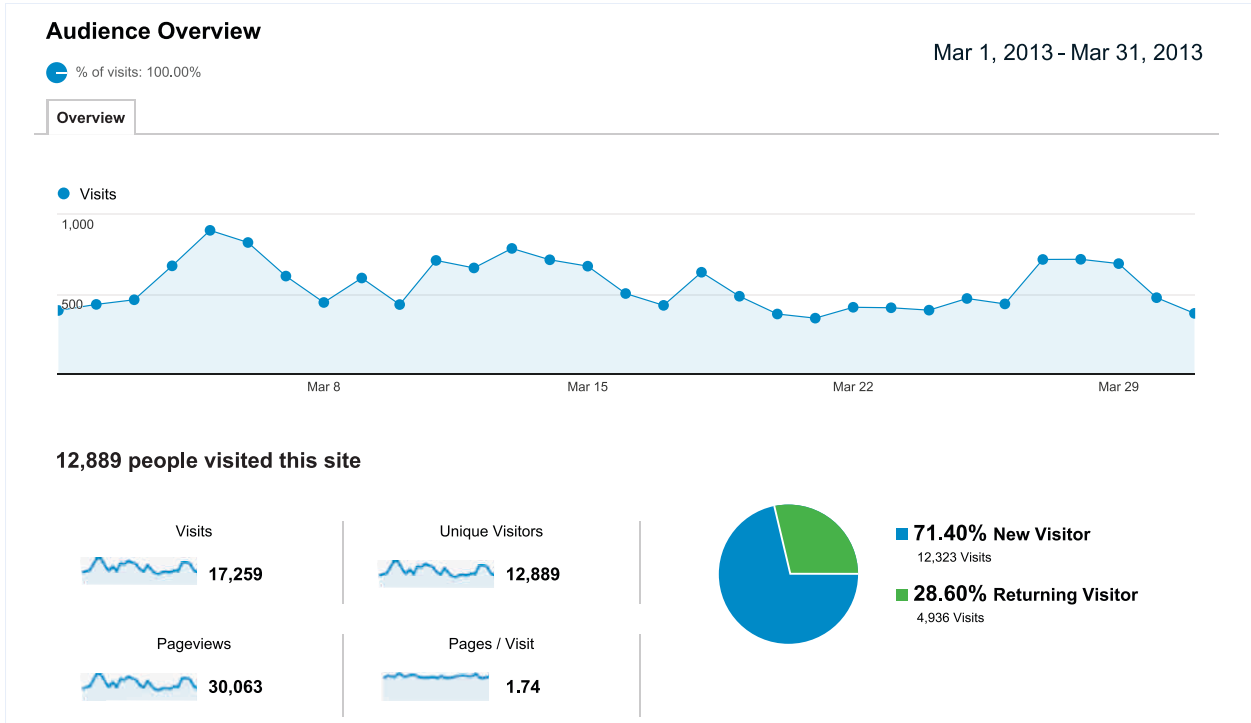 Audience Overview
Mar 1, 2013 - Mar 31, 2013
% of visits: 100.00%
Overview
Visits
1,000
500
Mar 8
Mar 15
Mar 22
Mar 29
12,889 people visited this site
Visits
17,259
Unique Visitors
12,889
71.40% New Visitor
12,323 Visits
28.60% Returning Visitor
4,936 Visits
Pageviews
30,063
Pages / Visit
1.74